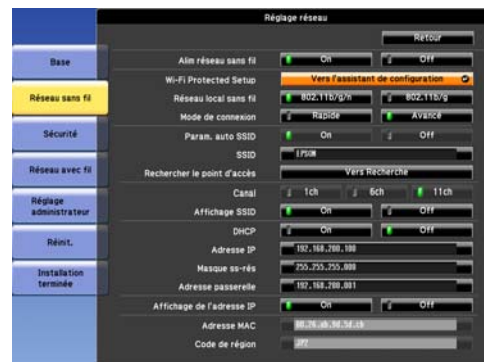 Réglage réseau
Retour
Base
Réseau sans fil
Sécurité
Réseau avec fil
Réglage
administrateur
Réinit.
Installation
terminée
Alim réseau sans fil On Off
Wi-Fi Protected Setup Vers l'assistant de configuration
Réseau local sans fil 802.11b/g/n 802.11b/g
Mode de connexion Rapide Avancé
Param. auto SSID On Off
SSID EPSON
Rechercher le point d'accès Vers Recherche
Canal 1ch 6ch 11ch
Affichage SSID On Off
DHCP On Off
Adresse IP 192.168.200.100
Masque ss-rés 255.255.255.000
Adresse passerelle 192.168.200.001
Affichage de l'adresse IP On Off
Adresse MAC
Code de région JP7